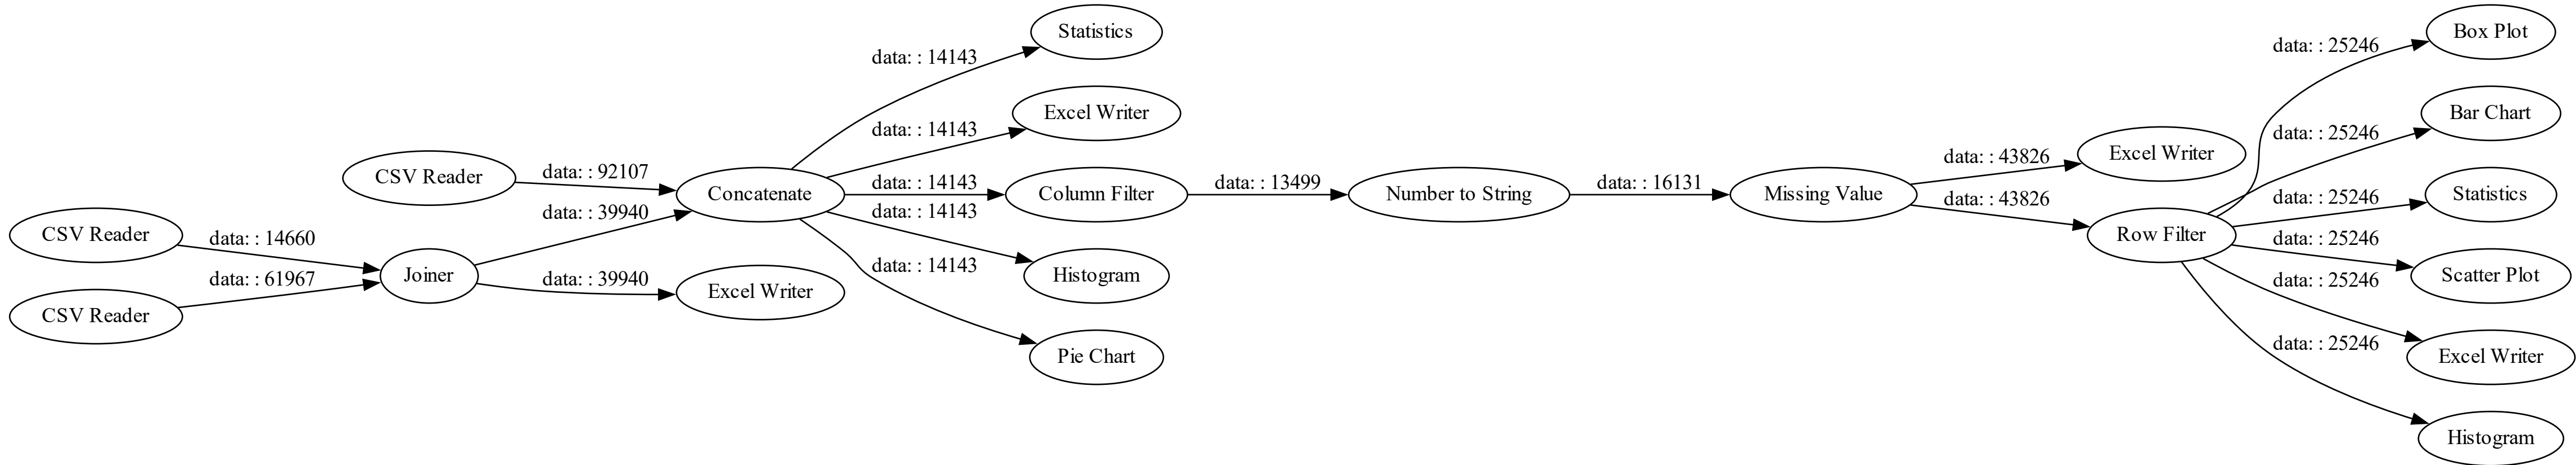 CSV Reader
data: : 14660
CSV Reader
data: : 61967
CSV Reader
data: : 92107
Joiner
data: : 39940
data: : 39940
Concatenate
Excel Writer
data: : 14143
data: : 14143
data: : 14143
data: : 14143
data: : 14143
Statistics
Excel Writer
Column Filter
Histogram
Pie Chart
data: : 13499
Number to String
data: : 16131
Missing Value
data: : 43826
data: : 43826
Excel Writer
Row Filter
data: : 25246
data: : 25246
data: : 25246
data: : 25246
data: : 25246
data: : 25246
Box Plot
Bar Chart
Statistics
Scatter Plot
Excel Writer
Histogram